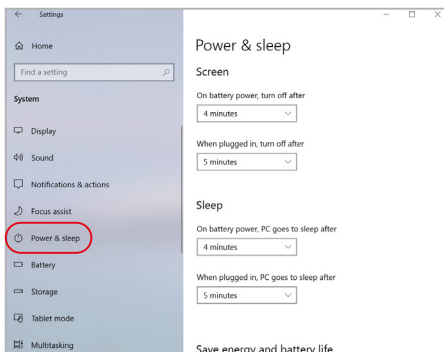 Settings
Home
Find a setting
System
Display
Sound
Notifications & actions
Focus assist
Power & sleep
Battery
Storage
Tablet mode
Multitasking
Power & sleep
Screen
On battery power, turn off after
4 minutes
When plugged in, turn off after
5 minutes
Sleep
On battery power, PC goes to sleep after
4 minutes
When plugged in, PC goes to sleep after
5 minutes
Save energy and battery life